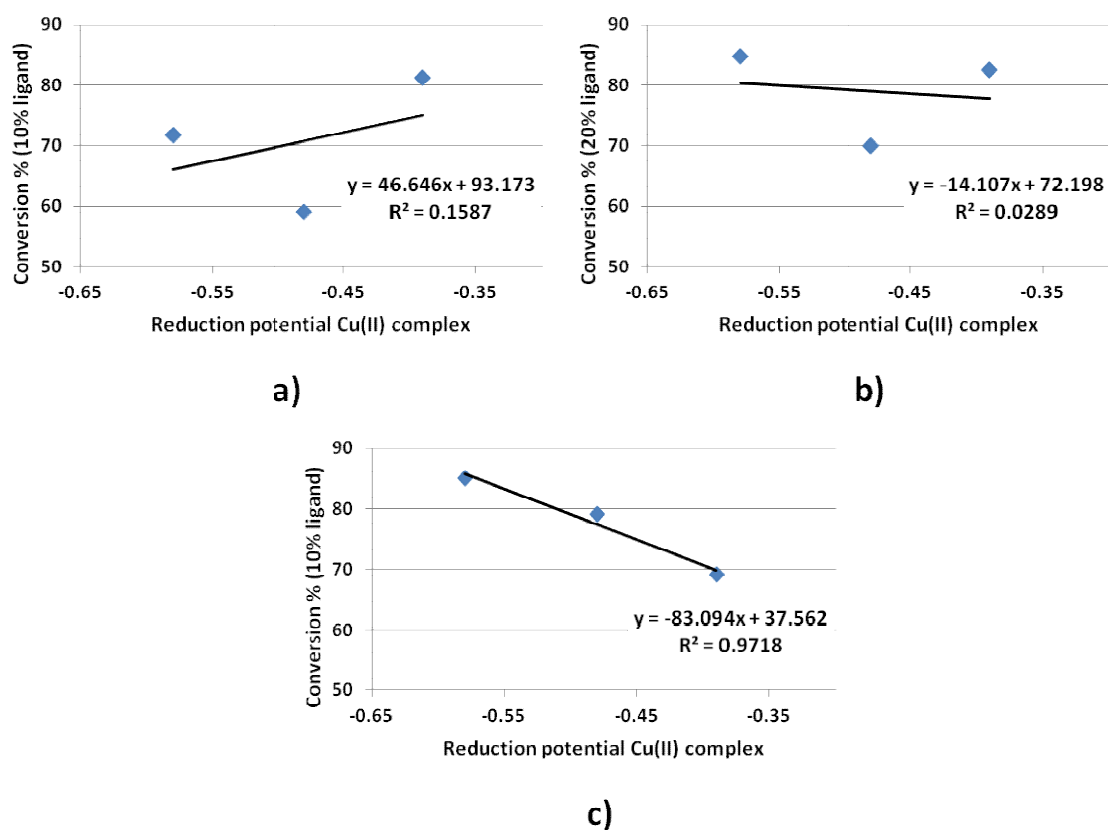 Conversion % (10% ligand)
90
80
70
60
50
y = 46.646x + 93.173
R² = 0.1587
-0.65 -0.55 -0.45 -0.35
Reduction potential Cu(II) complex
a)
Conversion % (20% ligand)
90
80
70
60
50
y = -14.107x + 72.198
R² = 0.0289
-0.65 -0.55 -0.45 -0.35
Reduction potential Cu(II) complex
b)
Conversion % (10% ligand)
90
80
70
60
50
y = -83.094x + 37.562
R² = 0.9718
-0.65 -0.55 -0.45 -0.35
Reduction potential Cu(II) complex
c)